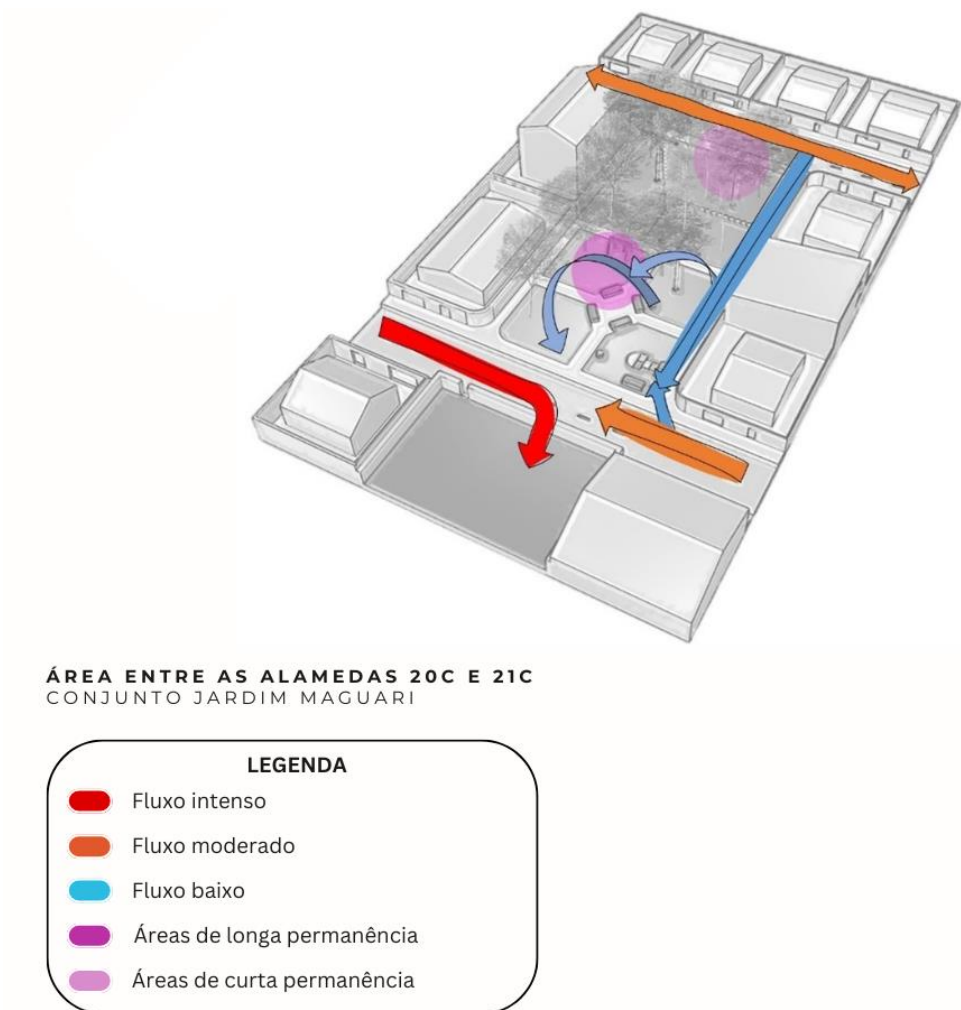 ÁREA ENTRE AS ALAMEDAS 20C E 21C
CONJUNTO JARDIM MAGUARI
LEGENDA
Fluxo intenso
Fluxo moderado
Fluxo baixo
Áreas de longa permanência
Áreas de curta permanência